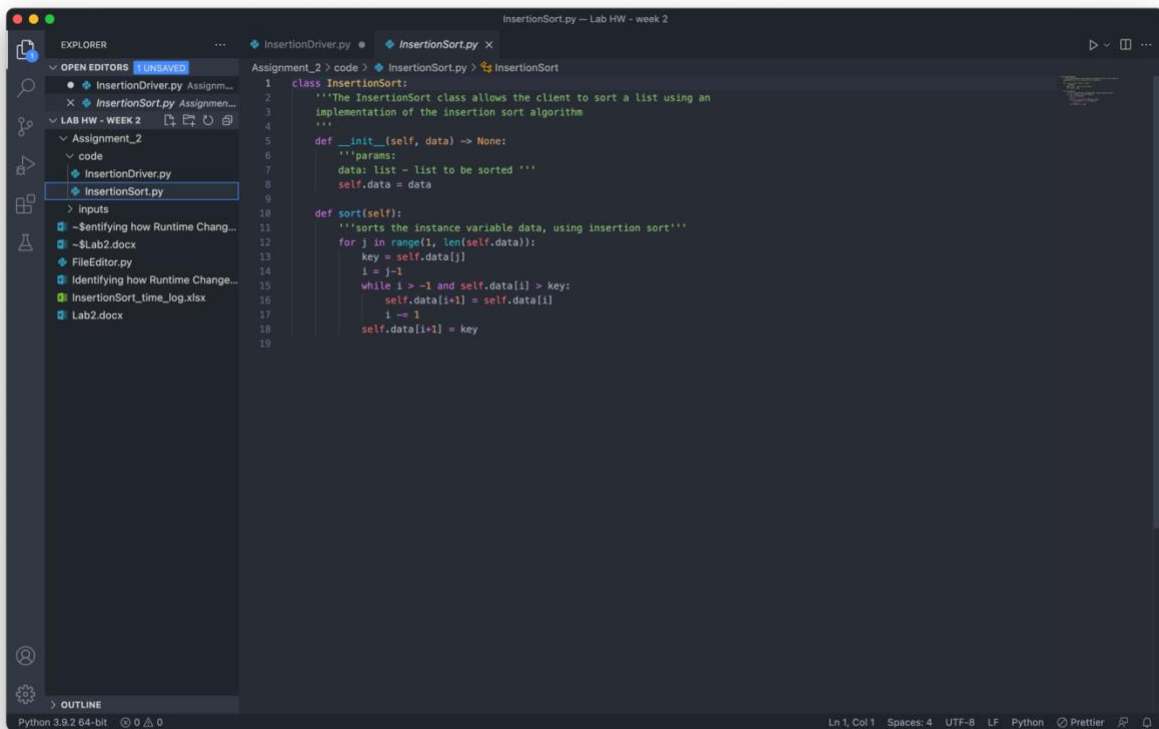 InsertionSort.py — Lab HW - week 2
EXPLORER
OPEN EDITORS 1 UNSAVED
InsertionDriver.py Assignm...
InsertionSort.py Assignmen...
LAB HW - WEEK 2
Assignment_2
code
InsertionDriver.py
InsertionSort.py
inputs
~$entifying how Runtime Chang...
~$Lab2.docx
FileEditor.py
Identifying how Runtime Change...
InsertionSort_time_log.xlsx
Lab2.docx
OUTLINE
InsertionDriver.py
InsertionSort.py
Assignment_2 > code > InsertionSort.py > InsertionSort
1 class InsertionSort:
2 '''The InsertionSort class allows the client to sort a list using an
3 implementation of the insertion sort algorithm
4 '''
5 def __init__(self, data) -> None:
6 '''params:
7 data: list - list to be sorted '''
8 self.data = data
9
10 def sort(self):
11 '''sorts the instance variable data, using insertion sort'''
12 for j in range(1, len(self.data)):
13 key = self.data[j]
14 i = j-1
15 while i > -1 and self.data[i] > key:
16 self.data[i+1] = self.data[i]
17 i -= 1
18 self.data[i+1] = key
19
Python 3.9.2 64-bit 0 0
Ln 1, Col 1 Spaces: 4 UTF-8 LF Python Prettier